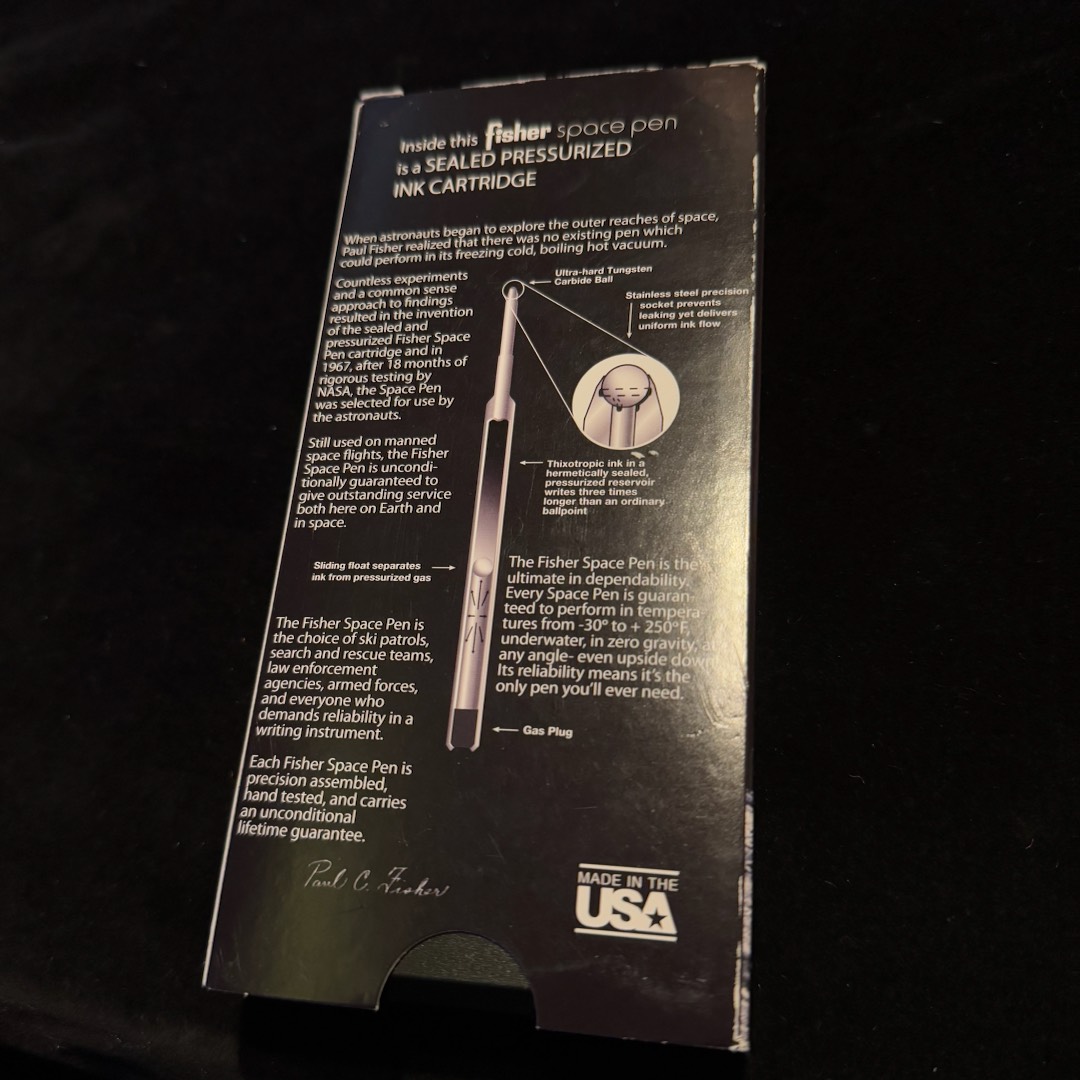 Inside this fisher space pen
is a SEALED PRESSURIZED
INK CARTRIDGE
When astronauts began to explore the outer reaches of space,
Paul Fisher realized that there was no existing pen which
could perform in its freezing cold, boiling hot vacuum.
Countless experiments
and a common sense
approach to findings
resulted in the invention
of the sealed and
pressurized Fisher Space
Pen cartridge and in
1967, after 18 months of
rigorous testing by
NASA, the Space Pen
was selected for use by
the astronauts.
Still used on manned
space flights, the Fisher
Space Pen is uncondi-
tionally guaranteed to
give outstanding service
both here on Earth and
in space.
Ultra-hard Tungsten
Carbide Ball
Stainless steel precision
socket prevents
leaking yet delivers
uniform ink flow
Thixotropic ink in a
hermetically sealed,
pressurized reservoir
writes three times
longer than an ordinary
ballpoint
Sliding float separates
ink from pressurized gas
The Fisher Space Pen is the
ultimate in dependability.
Every Space Pen is guaran-
teed to perform in tempera-
tures from -30° to + 250°F,
underwater, in zero gravity, at
any angle- even upside down!
Its reliability means it's the
only pen you'll ever need.
The Fisher Space Pen is
the choice of ski patrols,
search and rescue teams,
law enforcement
agencies, armed forces,
and everyone who
demands reliability in a
writing instrument.
Gas Plug
Each Fisher Space Pen is
precision assembled,
hand tested, and carries
an unconditional
lifetime guarantee.
Paul C. Fisher
MADE IN THE
USA